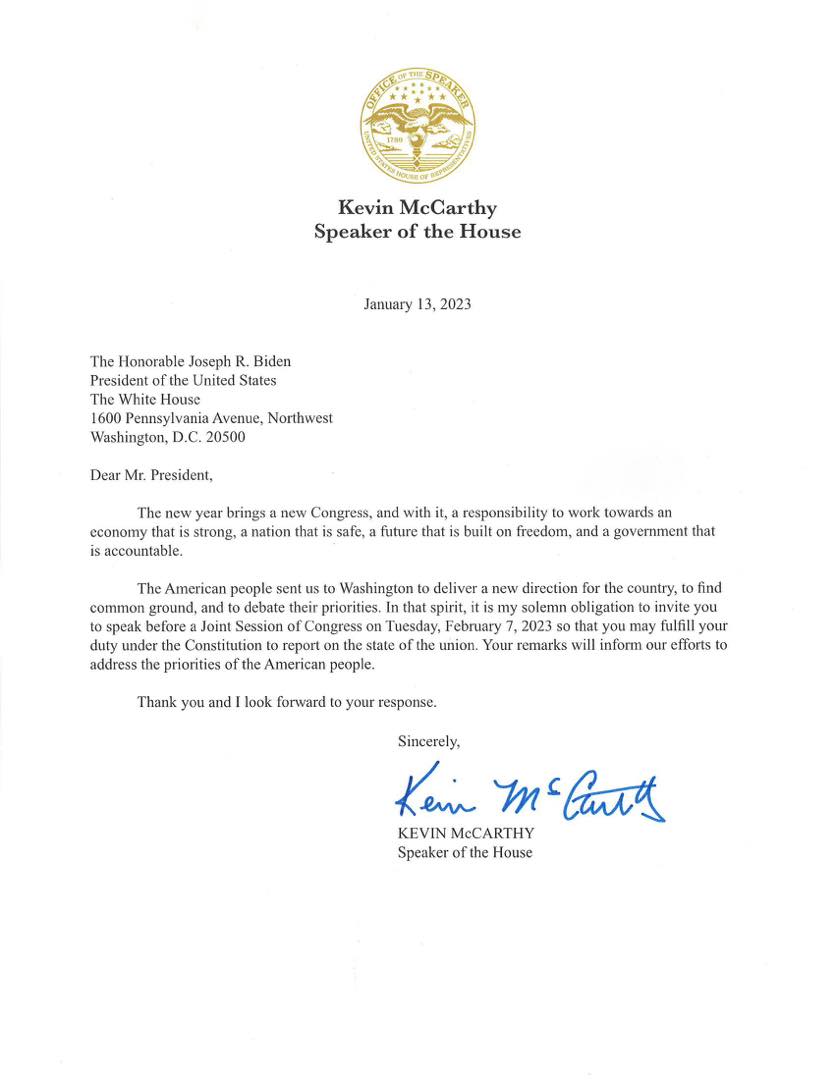 OFFICE OF THE SPEAKER
1789
UNITED STATES HOUSE OF REPRESENTATIVES
Kevin McCarthy
Speaker of the House
January 13, 2023
The Honorable Joseph R. Biden
President of the United States
The White House
1600 Pennsylvania Avenue, Northwest
Washington, D.C. 20500
Dear Mr. President,
The new year brings a new Congress, and with it, a responsibility to work towards an
economy that is strong, a nation that is safe, a future that is built on freedom, and a government that
is accountable.
The American people sent us to Washington to deliver a new direction for the country, to find
common ground, and to debate their priorities. In that spirit, it is my solemn obligation to invite you
to speak before a Joint Session of Congress on Tuesday, February 7, 2023 so that you may fulfill your
duty under the Constitution to report on the state of the union. Your remarks will inform our efforts to
address the priorities of the American people.
Thank you and I look forward to your response.
Sincerely,
Kevin McCarthy
KEVIN McCARTHY
Speaker of the House